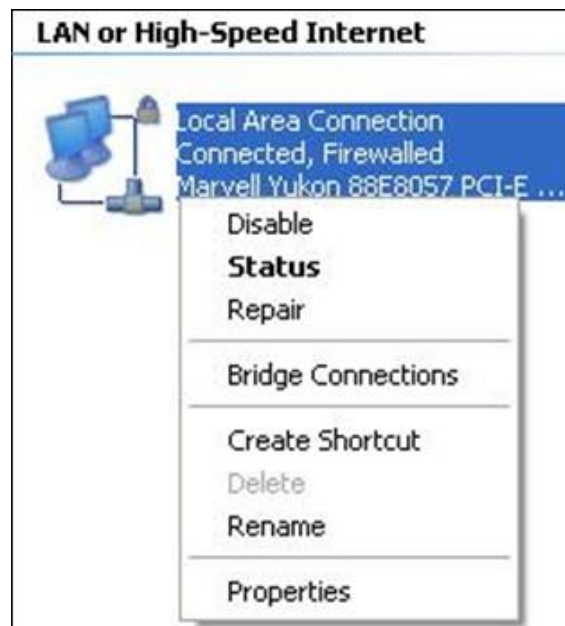 LAN or High-Speed Internet
Local Area Connection
Connected, Firewalled
Marvell Yukon 88E8057 PCI-E ...
Disable
Status
Repair
Bridge Connections
Create Shortcut
Delete
Rename
Properties